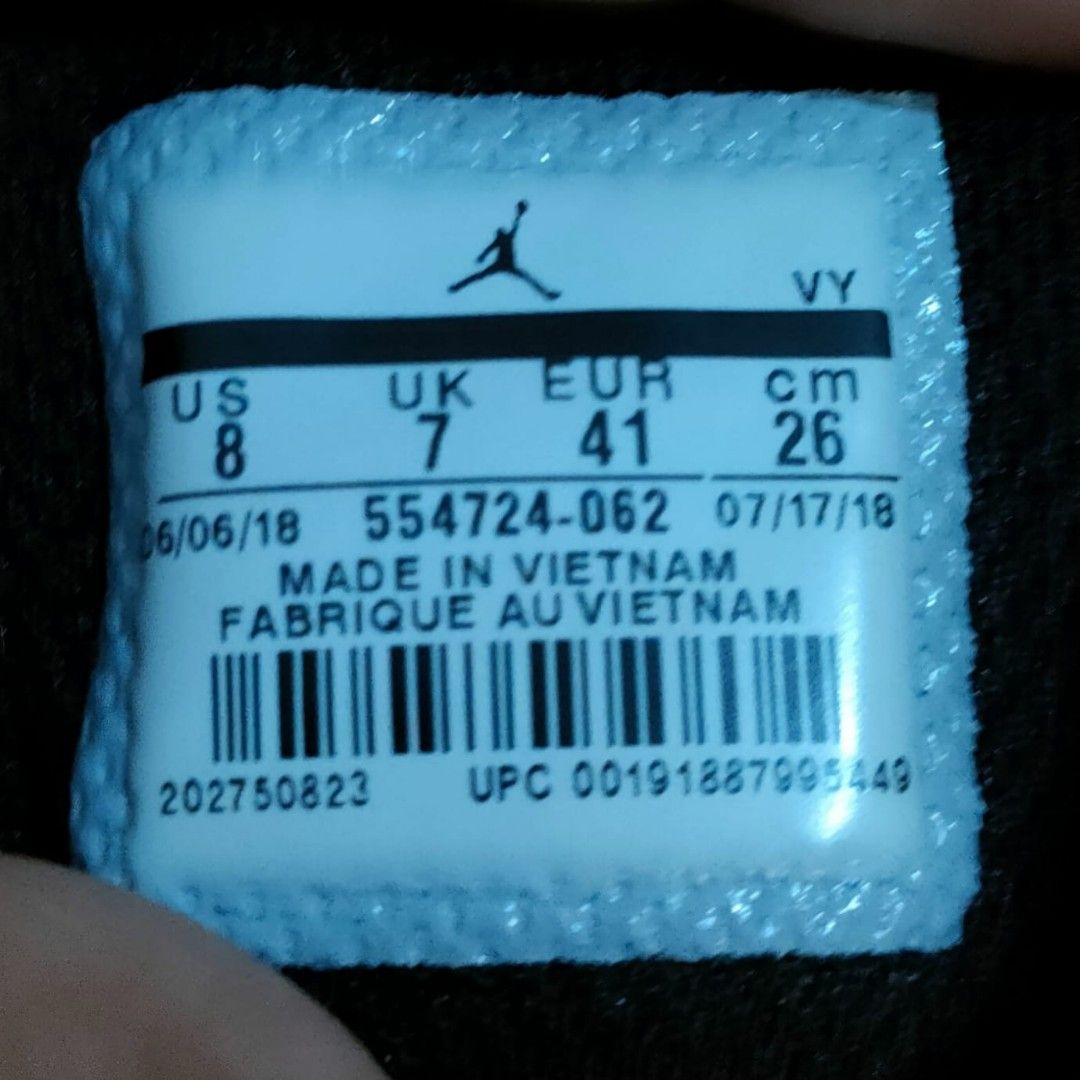 VY
US UK EUR cm
8 7 41 26
06/06/18 554724-062 07/17/18
MADE IN VIETNAM
FABRIQUE AU VIETNAM
202750823 UPC 00191887995449